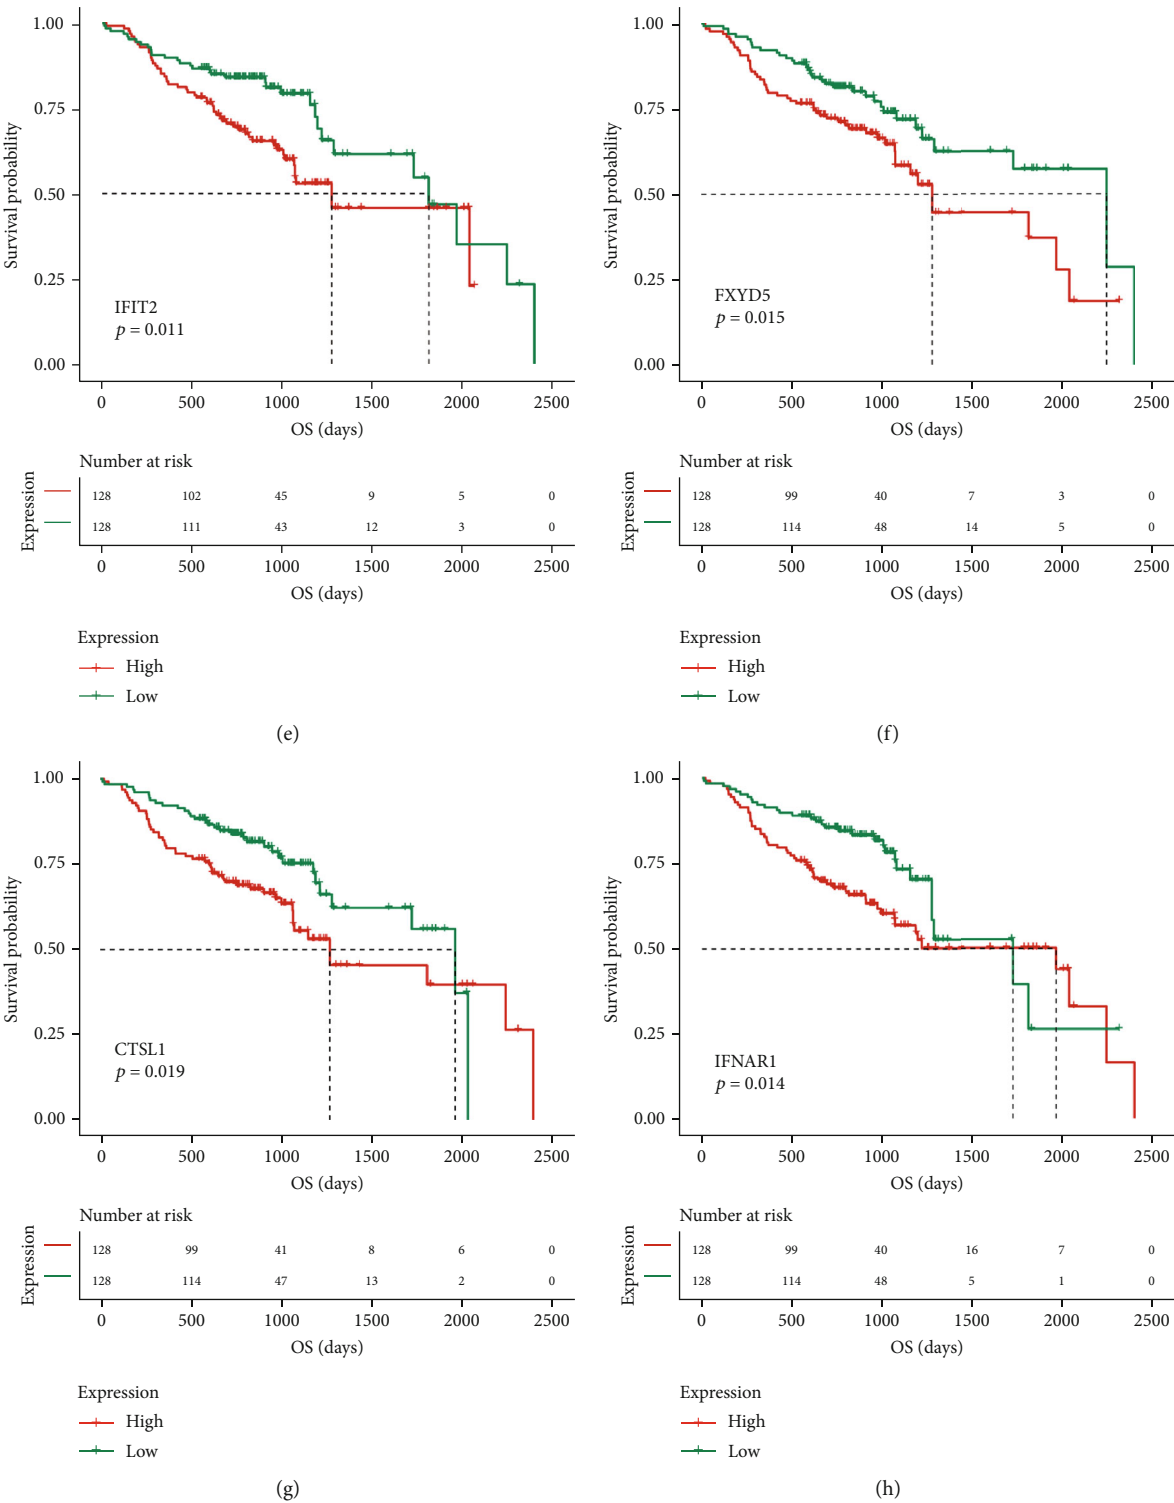 1.00
0.75
0.50
0.25
0.00
Survival probability
IFIT2
p = 0.011
0 500 1000 1500 2000 2500
OS (days)
Number at risk
Expression
128 102 45 9 5 0
128 111 43 12 3 0
0 500 1000 1500 2000 2500
OS (days)
Expression
High
Low
(e)
1.00
0.75
0.50
0.25
0.00
Survival probability
FXYD5
p = 0.015
0 500 1000 1500 2000 2500
OS (days)
Number at risk
Expression
128 99 40 7 3 0
128 114 48 14 5 0
0 500 1000 1500 2000 2500
OS (days)
Expression
High
Low
(f)
1.00
0.75
0.50
0.25
0.00
Survival probability
CTSL1
p = 0.019
0 500 1000 1500 2000 2500
OS (days)
Number at risk
Expression
128 99 41 8 6 0
128 114 47 13 2 0
0 500 1000 1500 2000 2500
OS (days)
Expression
High
Low
(g)
1.00
0.75
0.50
0.25
0.00
Survival probability
IFNAR1
p = 0.014
0 500 1000 1500 2000 2500
OS (days)
Number at risk
Expression
128 99 40 16 7 0
128 114 48 5 1 0
0 500 1000 1500 2000 2500
OS (days)
Expression
High
Low
(h)